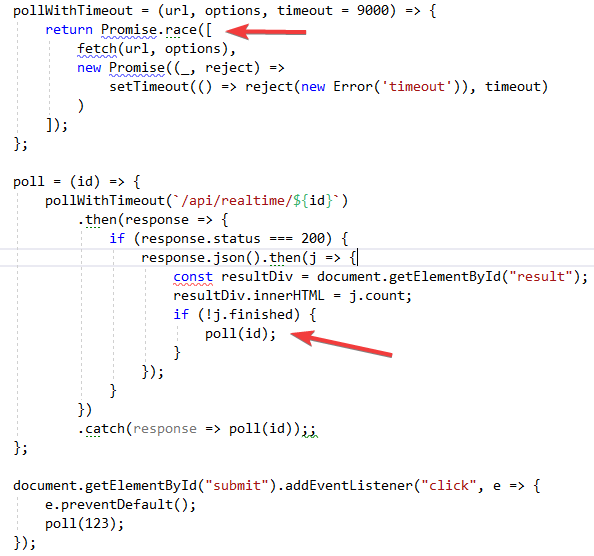 pollWithTimeout = (url, options, timeout = 9000) => {
    return Promise.race([
        fetch(url, options),
        new Promise((_, reject) =>
            setTimeout(() => reject(new Error('timeout')), timeout)
        )
    ]);
};

poll = (id) => {
    pollWithTimeout(`/api/realtime/${id}`)
        .then(response => {
            if (response.status === 200) {
                response.json().then(j => {
                    const resultDiv = document.getElementById("result");
                    resultDiv.innerHTML = j.count;
                    if (!j.finished) {
                        poll(id);
                    }
                });
            }
        })
        .catch(response => poll(id));;
};

document.getElementById("submit").addEventListener("click", e => {
    e.preventDefault();
    poll(123);
});